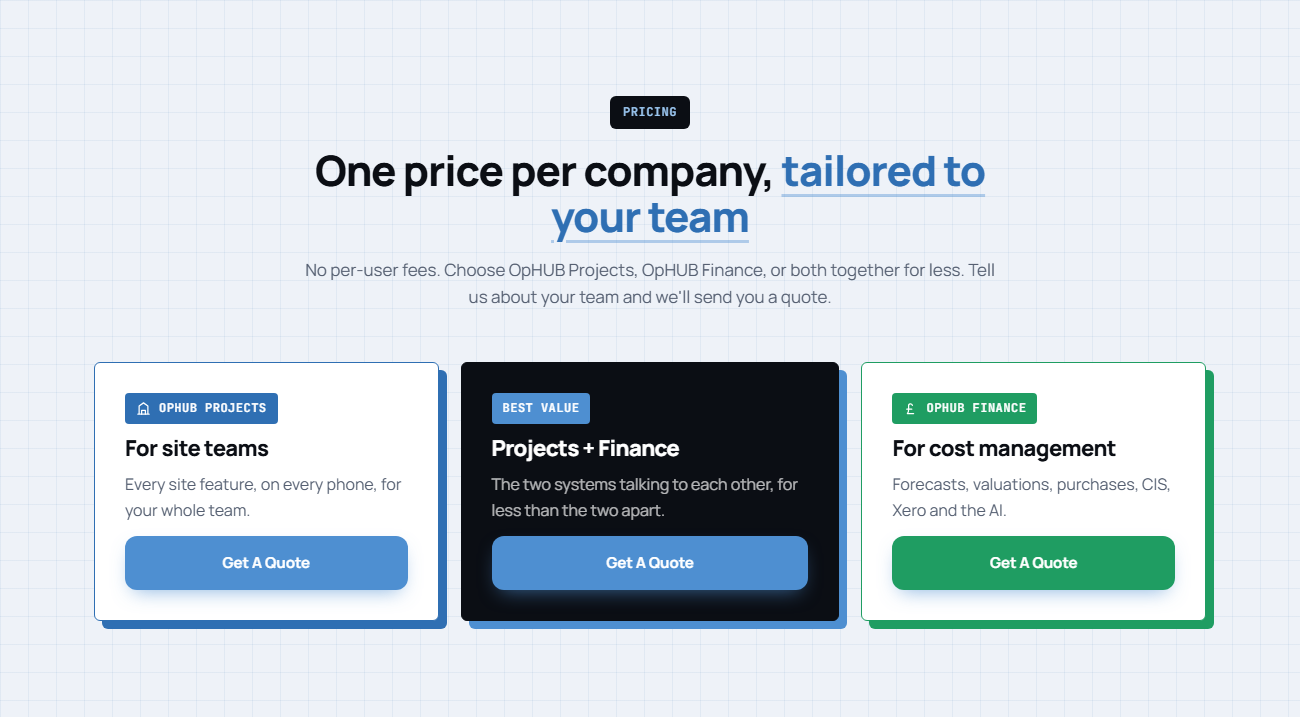 PRICING
One price per company, tailored to
your team
No per-user fees. Choose OpHUB Projects, OpHUB Finance, or both together for less. Tell
us about your team and we'll send you a quote.
OPHUB PROJECTS
For site teams
Every site feature, on every phone, for
your whole team.
Get A Quote
BEST VALUE
Projects + Finance
The two systems talking to each other, for
less than the two apart.
Get A Quote
£ OPHUB FINANCE
For cost management
Forecasts, valuations, purchases, CIS,
Xero and the AI.
Get A Quote